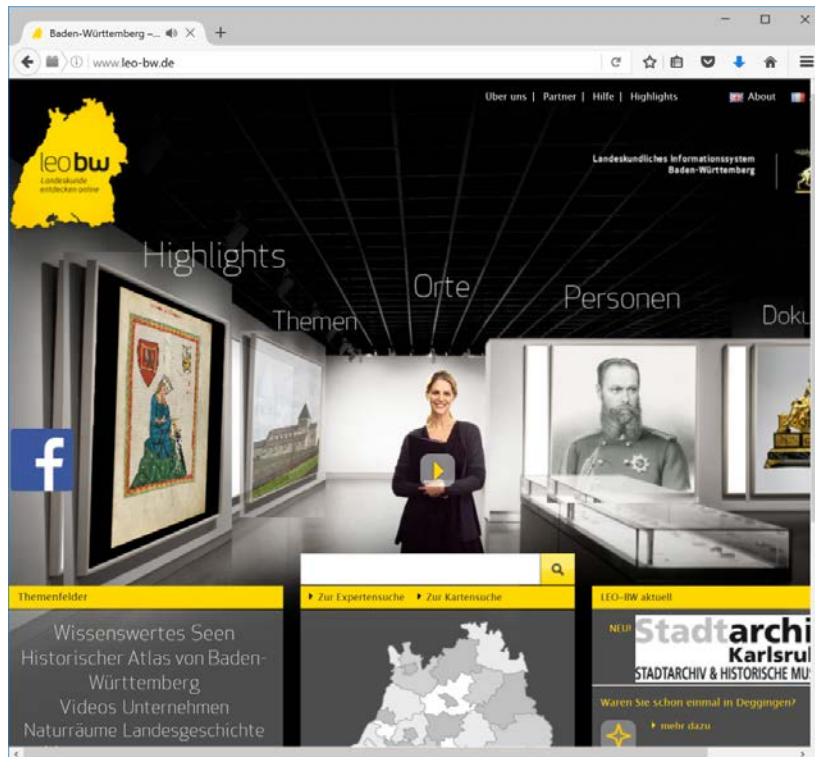 Baden-Württemberg –...
www.leo-bw.de
Über uns | Partner | Hilfe | Highlights
About
leobw
Landeskunde
entdecken online
Landeskundliches Informationssystem
Baden-Württemberg
Highlights
Themen
Orte
Personen
Doku
f
Themenfelder
Wissenswertes Seen
Historischer Atlas von Baden-
Württemberg
Videos Unternehmen
Naturräume Landesgeschichte
Zur Expertensuche
Zur Kartensuche
LEO-BW aktuell
NEU!
Stadtarchi
Karlsru
STADTARCHIV & HISTORISCHE MU
Waren Sie schon einmal in Deggingen?
mehr dazu